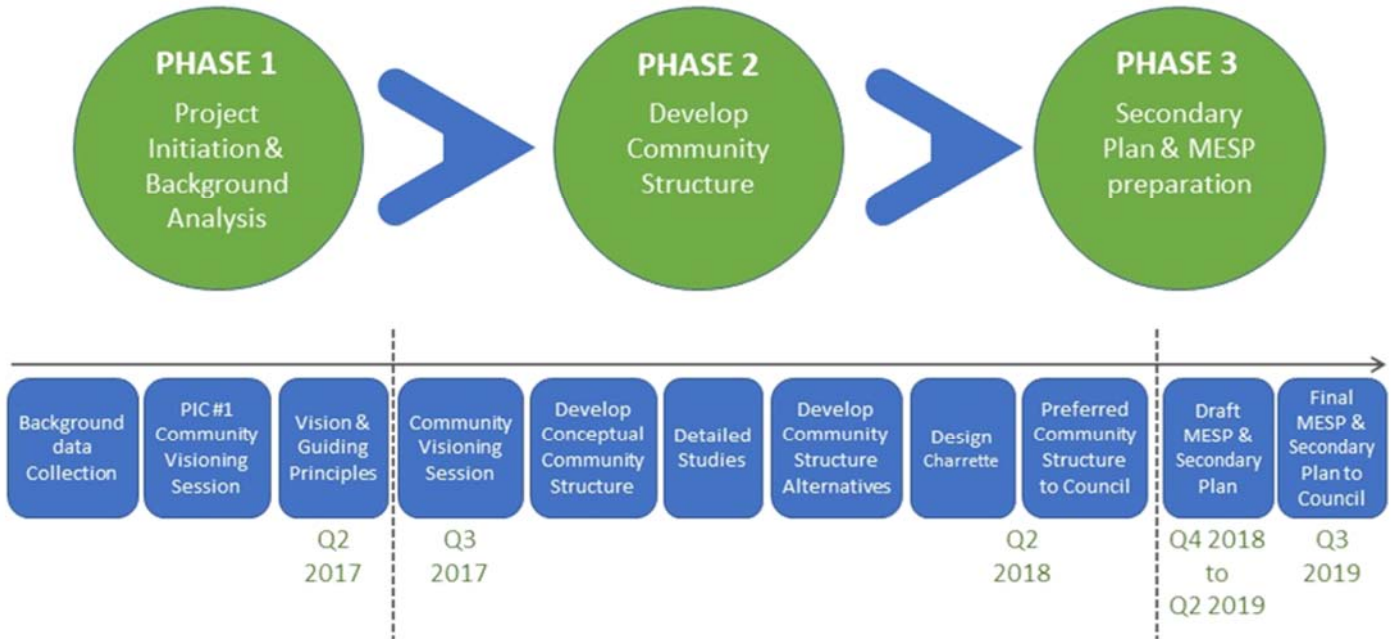 PHASE 1
Project
Initiation &
Background
Analysis
PHASE 2
Develop
Community
Structure
PHASE 3
Secondary
Plan & MESP
preparation
Background
data
Collection
PIC #1
Community
Visioning
Session
Vision &
Guiding
Principles
Community
Visioning
Session
Develop
Conceptual
Community
Structure
Detailed
Studies
Develop
Community
Structure
Alternatives
Design
Charrette
Preferred
Community
Structure
to Council
Draft
MESP &
Secondary
Plan
Final
MESP &
Secondary
Plan to
Council
Q2
2017
Q3
2017
Q2
2018
Q4 2018
to
Q2 2019
Q3
2019